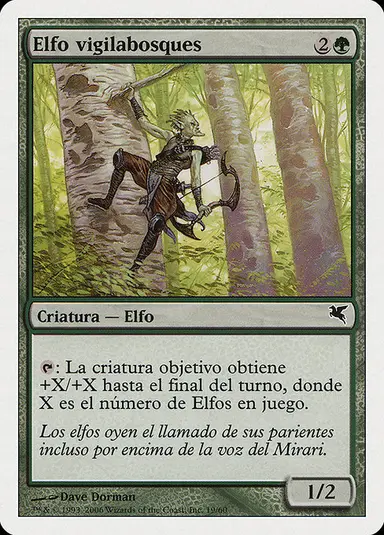 Elfo vigilabosques 2
Criatura — Elfo
: La criatura objetivo obtiene
+X/+X hasta el final del turno, donde
X es el número de Elfos en juego.
Los elfos oyen el llamado de sus parientes
incluso por encima de la voz del Mirari.
Dave Dorman
™ & © 1993–2006 Wizards of the Coast, Inc. 19/60
1/2